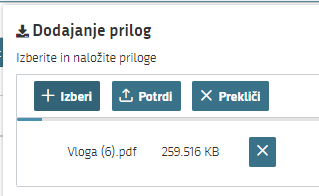 Dodajanje prilog
Izberite in naložite priloge
Izberi Potrdi Prekliči
Vloga (6).pdf 259.516 KB